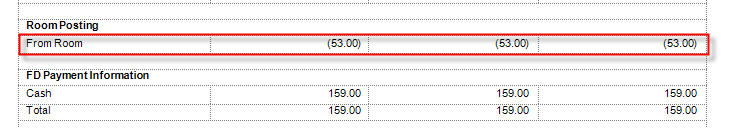 Room Posting
From Room (53.00) (53.00) (53.00)
FD Payment Information
Cash 159.00 159.00 159.00
Total 159.00 159.00 159.00